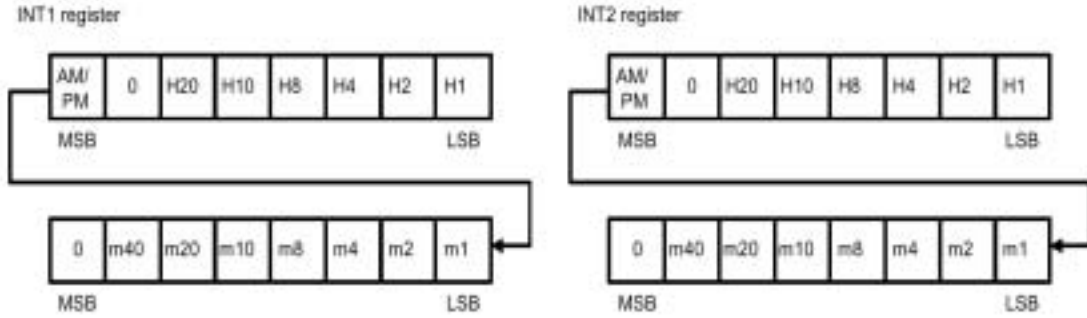 INT1 register
INT2 register
AM/ PM 0 H20 H10 H8 H4 H2 H1
AM/ PM 0 H20 H10 H8 H4 H2 H1
MSB LSB
MSB LSB
0 m40 m20 m10 m8 m4 m2 m1
0 m40 m20 m10 m8 m4 m2 m1
MSB LSB
MSB LSB